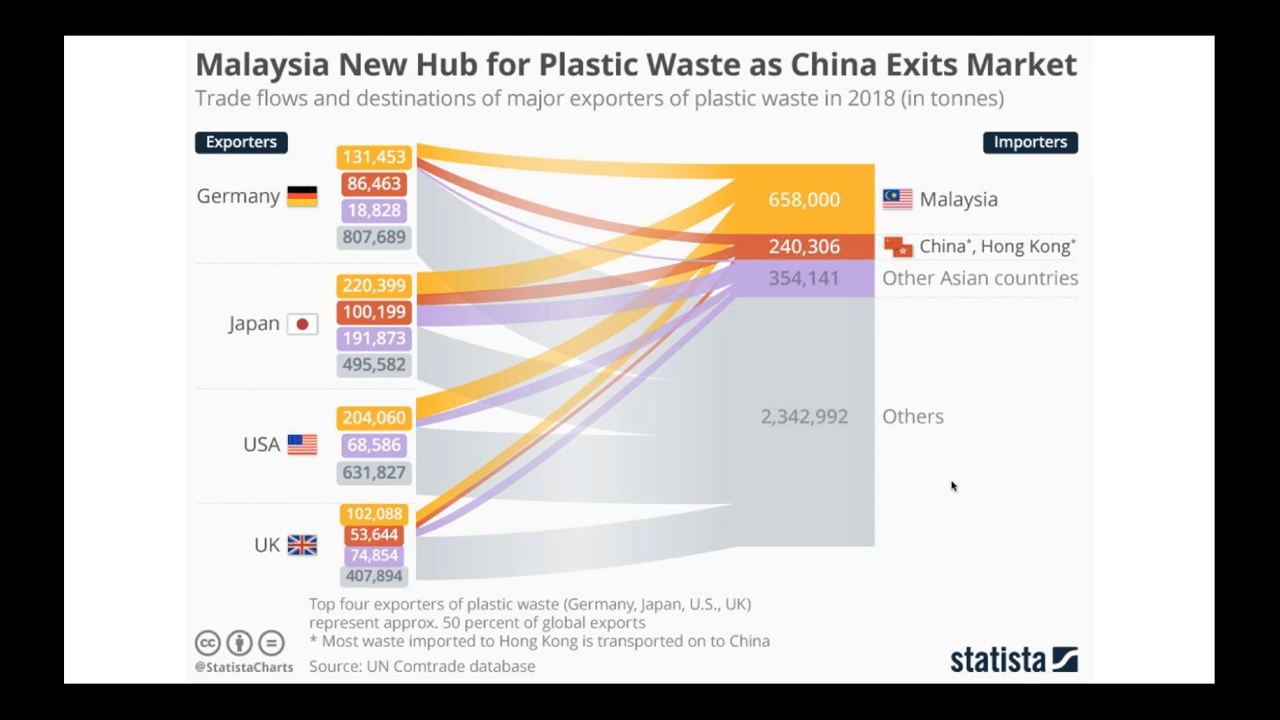 Malaysia New Hub for Plastic Waste as China Exits Market
Trade flows and destinations of major exporters of plastic waste in 2018 (in tonnes)
Exporters
Importers
Germany
131,453
86,463
18,828
807,689
Japan
220,399
100,199
191,873
495,582
USA
204,060
68,586
631,827
UK
102,088
53,644
74,854
407,894
658,000
Malaysia
240,306
China*, Hong Kong*
354,141
Other Asian countries
2,342,992
Others
Top four exporters of plastic waste (Germany, Japan, U.S., UK)
represent approx. 50 percent of global exports
* Most waste imported to Hong Kong is transported on to China
Source: UN Comtrade database
cc
@StatistaCharts
statista